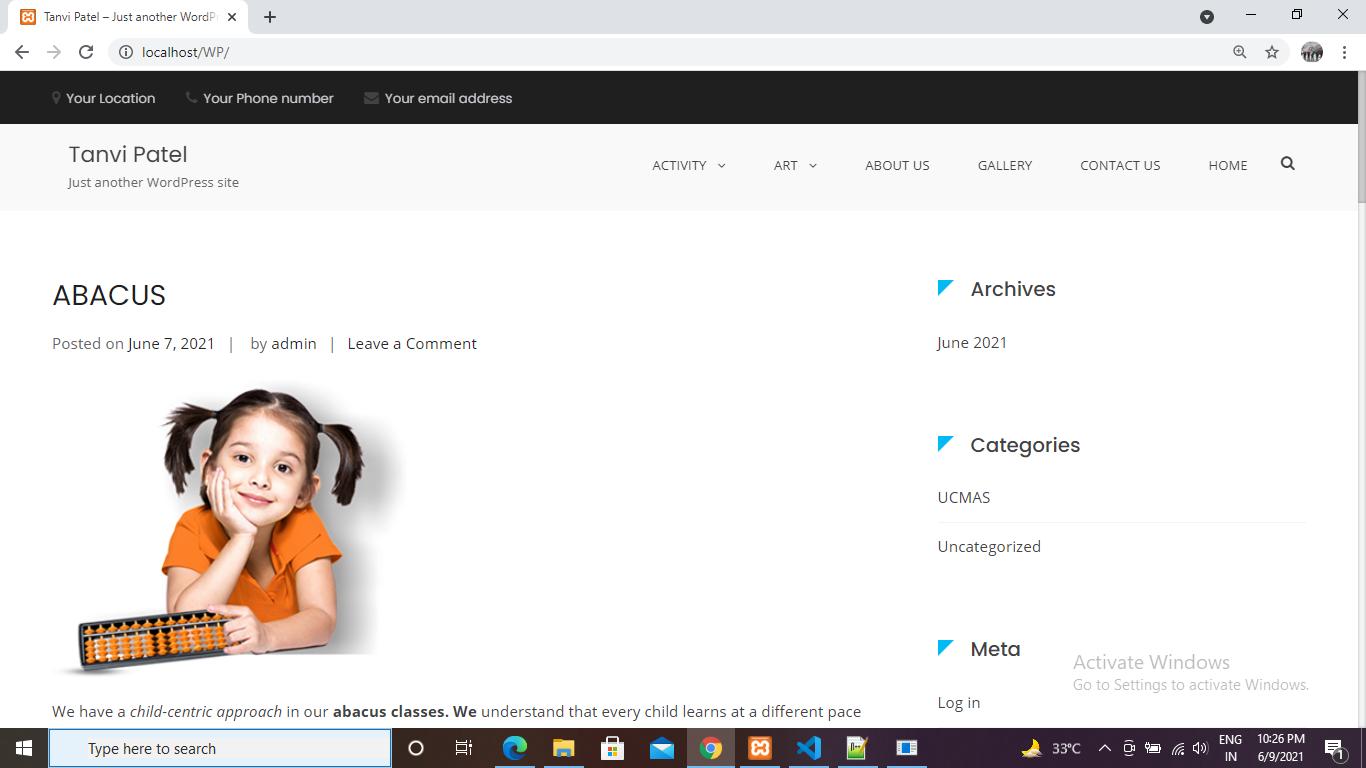 Tanvi Patel – Just another WordP
localhost/WP/
Your Location Your Phone number Your email address
Tanvi Patel
Just another WordPress site
ACTIVITY ART ABOUT US GALLERY CONTACT US HOME
ABACUS
Posted on June 7, 2021 | by admin | Leave a Comment
We have a child-centric approach in our abacus classes. We understand that every child learns at a different pace
Archives
June 2021
Categories
UCMAS
Uncategorized
Meta
Log in
Activate Windows
Go to Settings to activate Windows.
Type here to search
33°C
ENG
IN
10:26 PM
6/9/2021
1